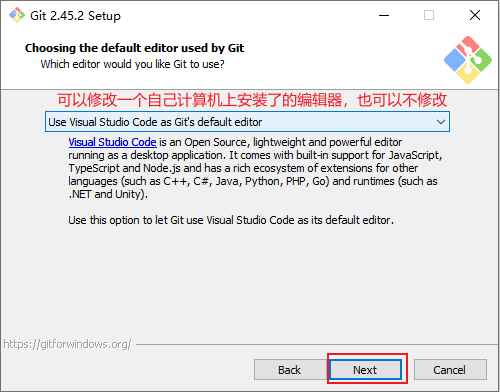 Git 2.45.2 Setup
Choosing the default editor used by Git
Which editor would you like Git to use?
可以修改一个自己计算机上安装了的编辑器，也可以不修改
Use Visual Studio Code as Git's default editor
Visual Studio Code is an Open Source, lightweight and powerful editor
running as a desktop application. It comes with built-in support for JavaScript,
TypeScript and Node.js and has a rich ecosystem of extensions for other
languages (such as C++, C#, Java, Python, PHP, Go) and runtimes (such as
.NET and Unity).
Use this option to let Git use Visual Studio Code as its default editor.
https://gitforwindows.org/
Back Next Cancel